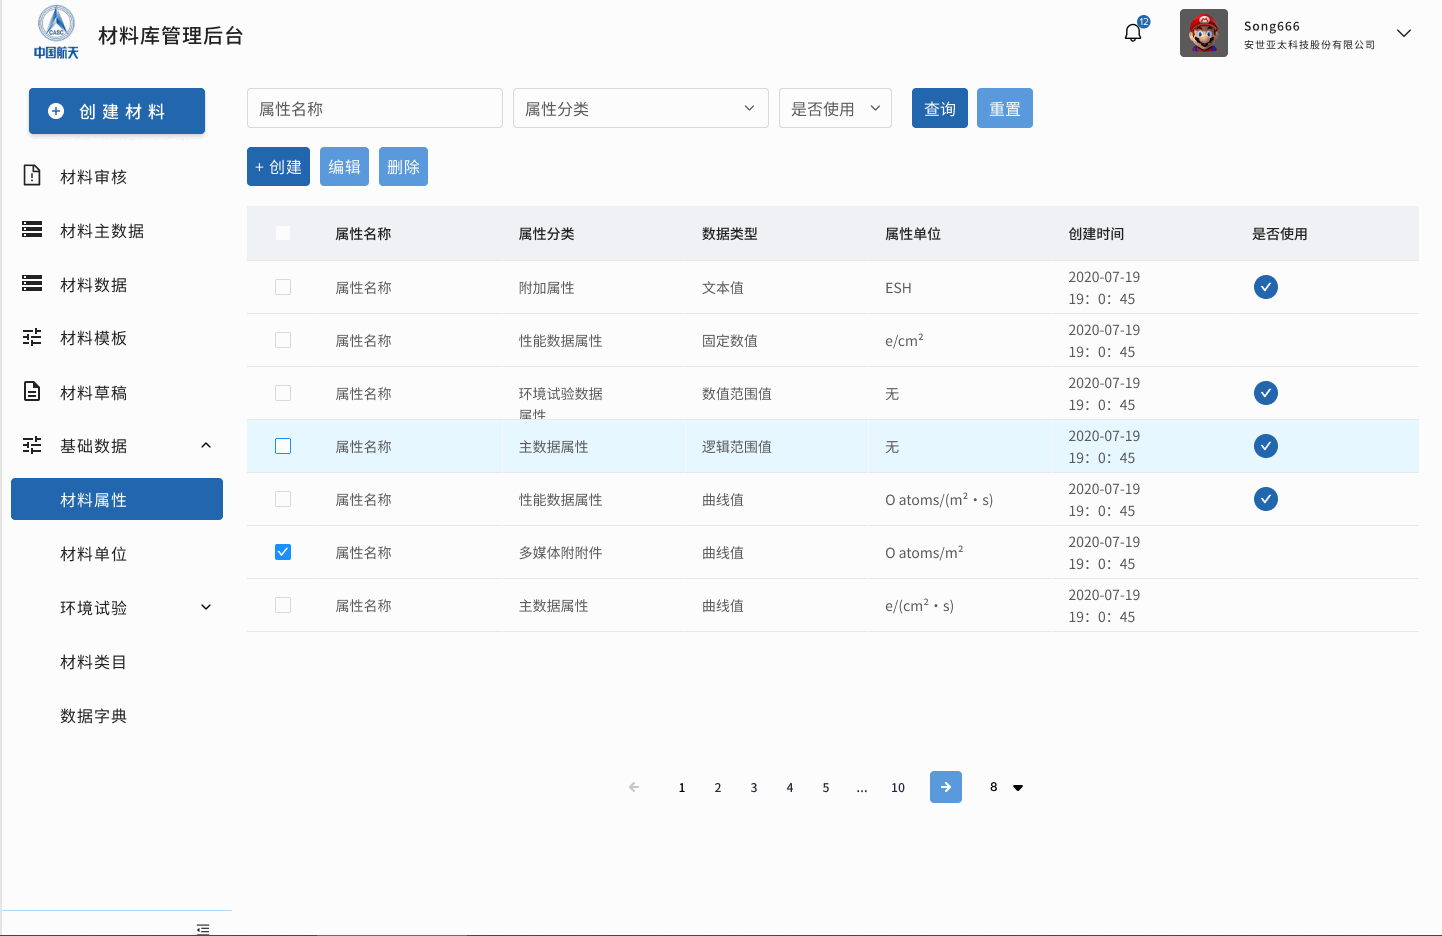 CASC
中国航天
材料库管理后台
12
Song666
安世亚太科技股份有限公司
创建材料
属性名称
属性分类
是否使用
查询
重置
+ 创建
编辑
删除
材料审核
材料主数据
材料数据
材料模板
材料草稿
基础数据
材料属性
材料单位
环境试验
材料类目
数据字典
属性名称 属性分类 数据类型 属性单位 创建时间 是否使用
属性名称 附加属性 文本值 ESH 2020-07-19
19：0：45
属性名称 性能数据属性 固定数值 e/cm² 2020-07-19
19：0：45
属性名称 环境试验数据 数值范围值 无 2020-07-19
属性 19：0：45
属性名称 主数据属性 逻辑范围值 无 2020-07-19
19：0：45
属性名称 性能数据属性 曲线值 O atoms/(m²·s) 2020-07-19
19：0：45
属性名称 多媒体附附件 曲线值 O atoms/m² 2020-07-19
19：0：45
属性名称 主数据属性 曲线值 e/(cm²·s) 2020-07-19
19：0：45
1 2 3 4 5 ... 10 8